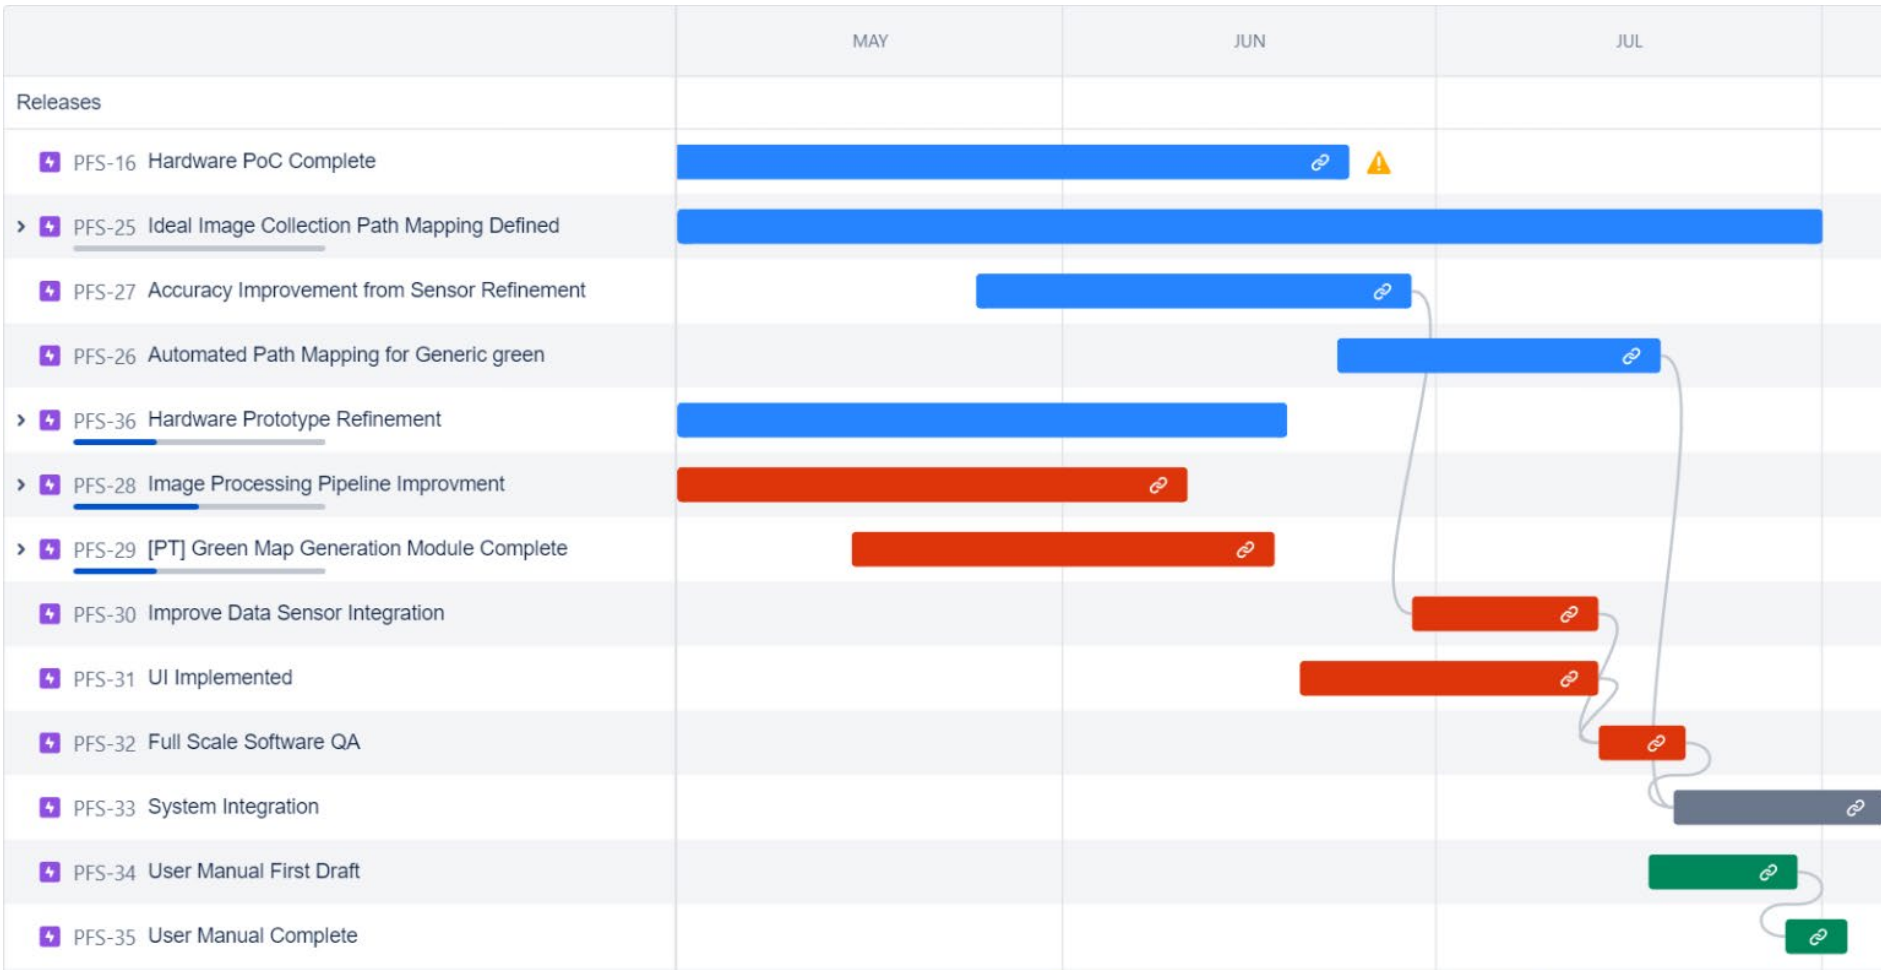 MAY JUN JUL
Releases
PFS-16 Hardware PoC Complete
PFS-25 Ideal Image Collection Path Mapping Defined
PFS-27 Accuracy Improvement from Sensor Refinement
PFS-26 Automated Path Mapping for Generic green
PFS-36 Hardware Prototype Refinement
PFS-28 Image Processing Pipeline Improvment
PFS-29 [PT] Green Map Generation Module Complete
PFS-30 Improve Data Sensor Integration
PFS-31 UI Implemented
PFS-32 Full Scale Software QA
PFS-33 System Integration
PFS-34 User Manual First Draft
PFS-35 User Manual Complete